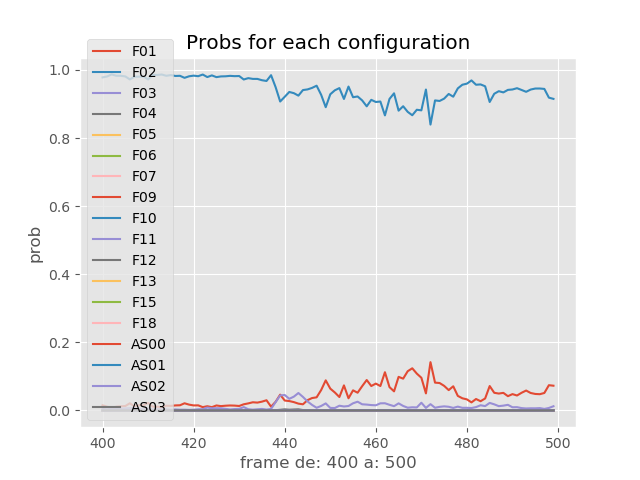 Probs for each configuration
F01
F02
F03
F04
F05
F06
F07
F09
F10
F11
F12
F13
F15
F18
AS00
AS01
AS02
AS03
prob
1.0
0.8
0.6
0.4
0.2
0.0
400 420 440 460 480 500
frame de: 400 a: 500